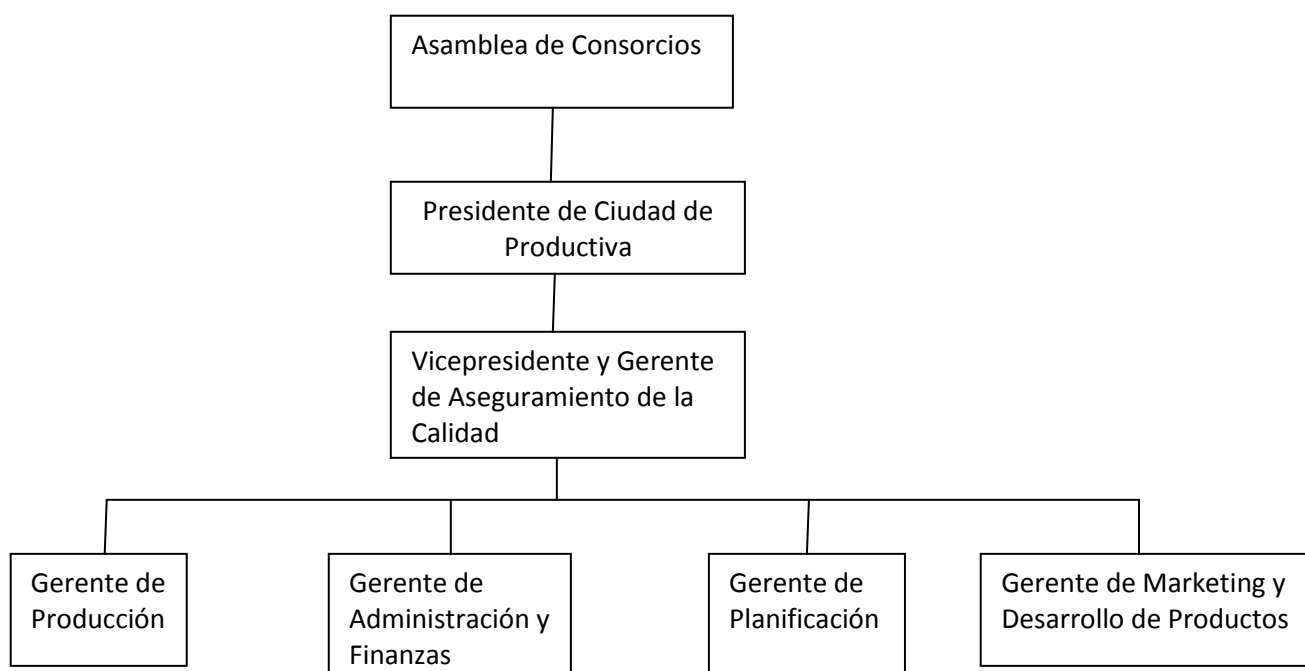 Asamblea de Consorcios
Presidente de Ciudad de
Productiva
Vicepresidente y Gerente
de Aseguramiento de la
Calidad
Gerente de
Producción
Gerente de
Administración y
Finanzas
Gerente de
Planificación
Gerente de Marketing y
Desarrollo de Productos